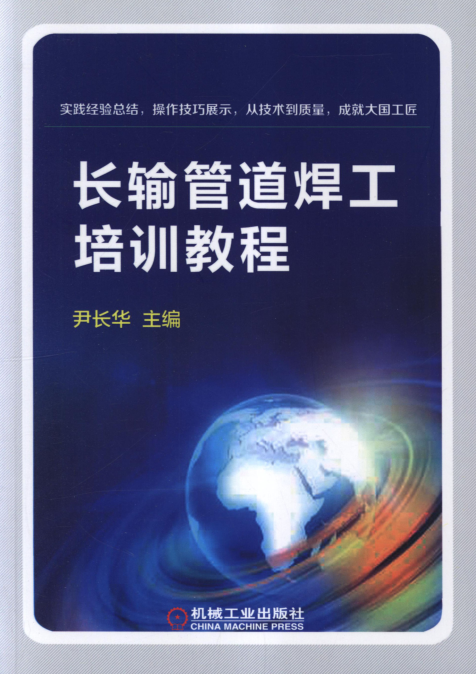 实践经验总结，操作技巧展示，从技术到质量，成就大国工匠
长输管道焊工
培训教程
尹长华 主编
机械工业出版社
CHINA MACHINE PRESS